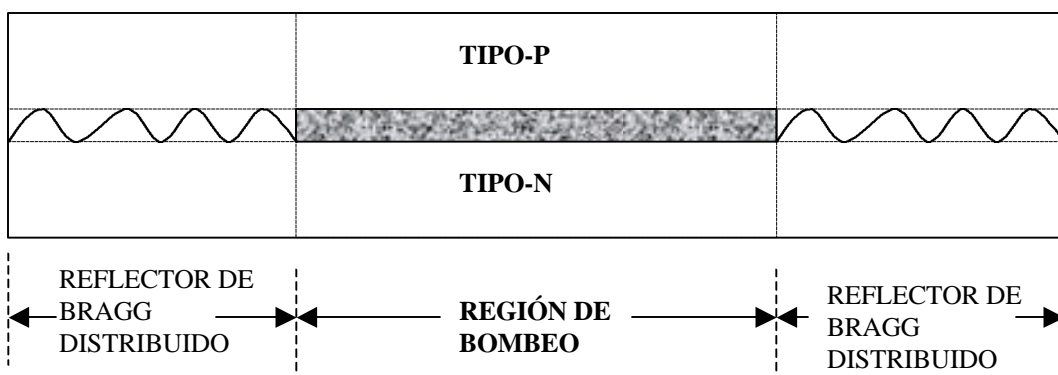 TIPO-P
TIPO-N
REFLECTOR DE
BRAGG
DISTRIBUIDO
REGIÓN DE
BOMBEO
REFLECTOR DE
BRAGG
DISTRIBUIDO